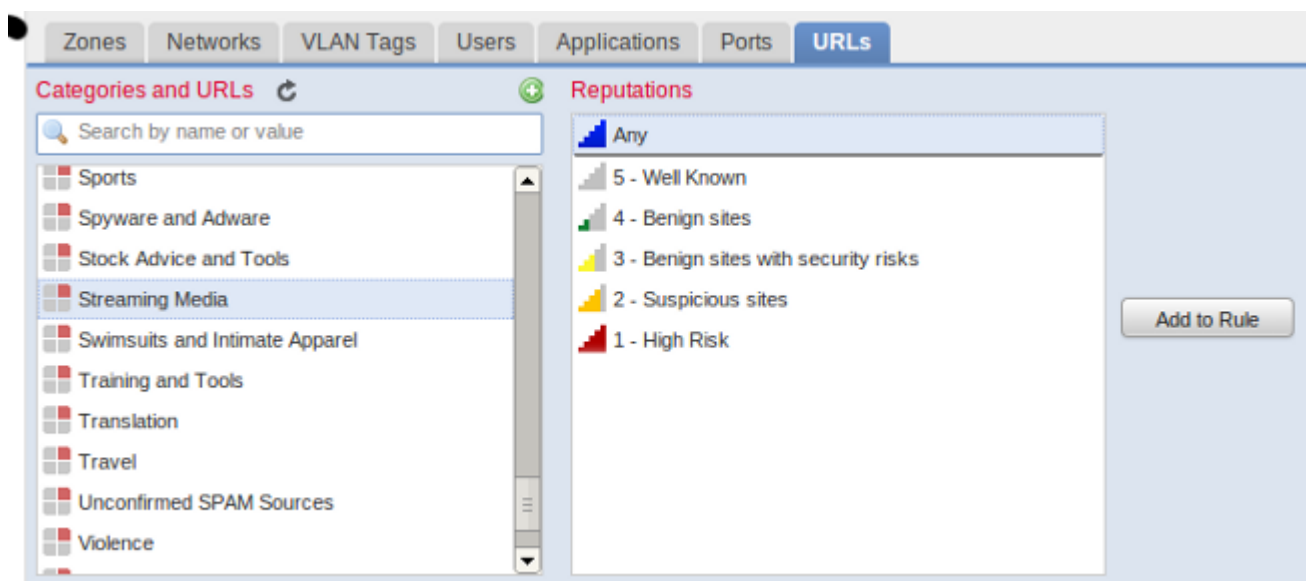 Zones Networks VLAN Tags Users Applications Ports URLs
Categories and URLs
Reputations
Search by name or value
Sports
Spyware and Adware
Stock Advice and Tools
Streaming Media
Swimsuits and Intimate Apparel
Training and Tools
Translation
Travel
Unconfirmed SPAM Sources
Violence
Any
5 - Well Known
4 - Benign sites
3 - Benign sites with security risks
2 - Suspicious sites
1 - High Risk
Add to Rule